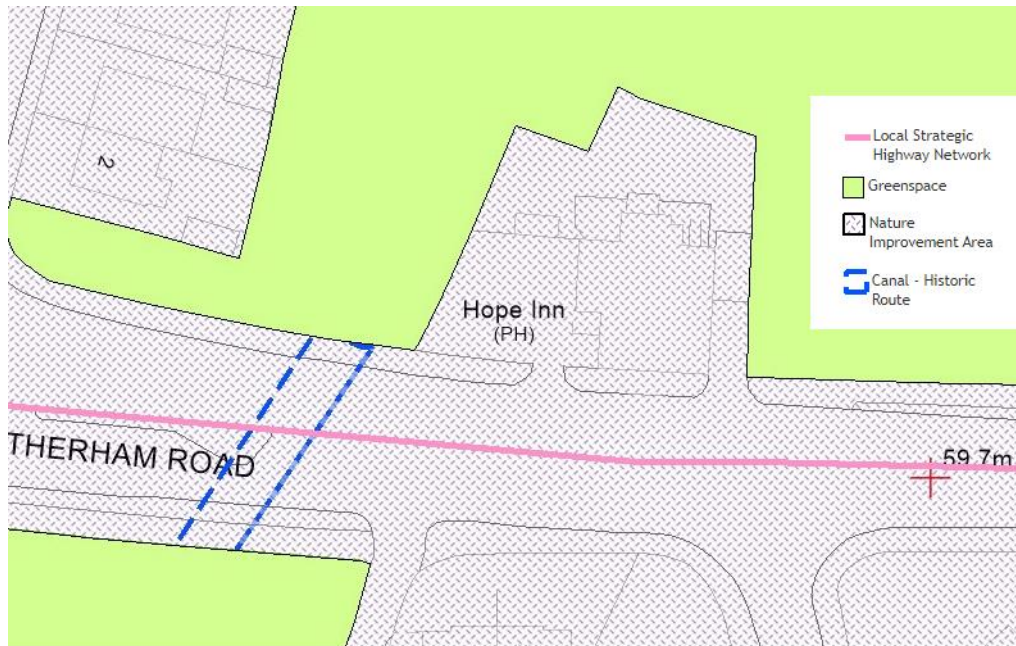 2
Hope Inn
(PH)
THERHAM ROAD
59.7m
Local Strategic
Highway Network
Greenspace
Nature
Improvement Area
Canal - Historic
Route